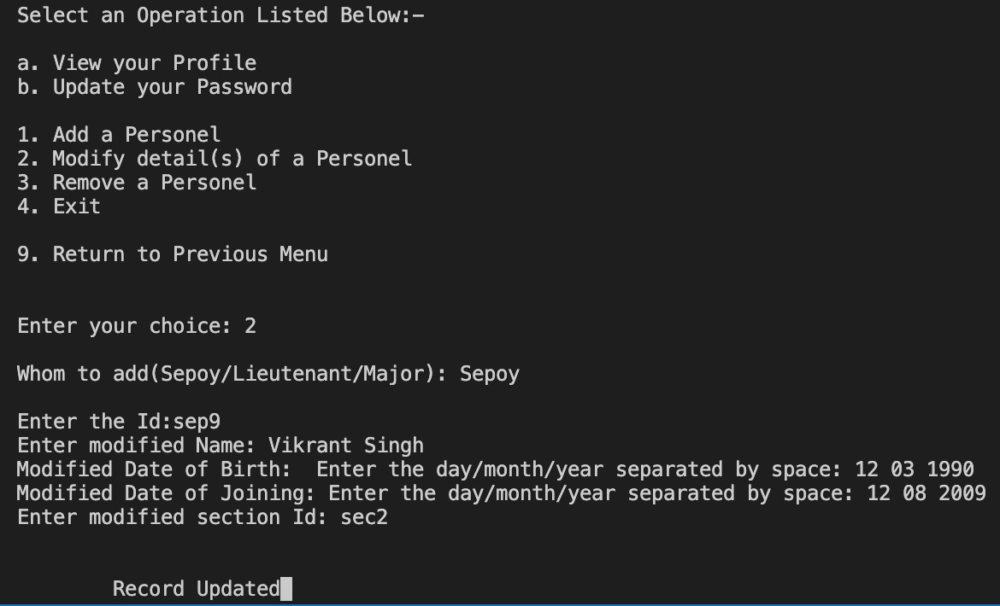 Select an Operation Listed Below:-
a. View your Profile
b. Update your Password
1. Add a Personel
2. Modify detail(s) of a Personel
3. Remove a Personel
4. Exit
9. Return to Previous Menu
Enter your choice: 2
Whom to add(Sepoy/Lieutenant/Major): Sepoy
Enter the Id:sep9
Enter modified Name: Vikrant Singh
Modified Date of Birth:  Enter the day/month/year separated by space: 12 03 1990
Modified Date of Joining: Enter the day/month/year separated by space: 12 08 2009
Enter modified section Id: sec2
Record Updated